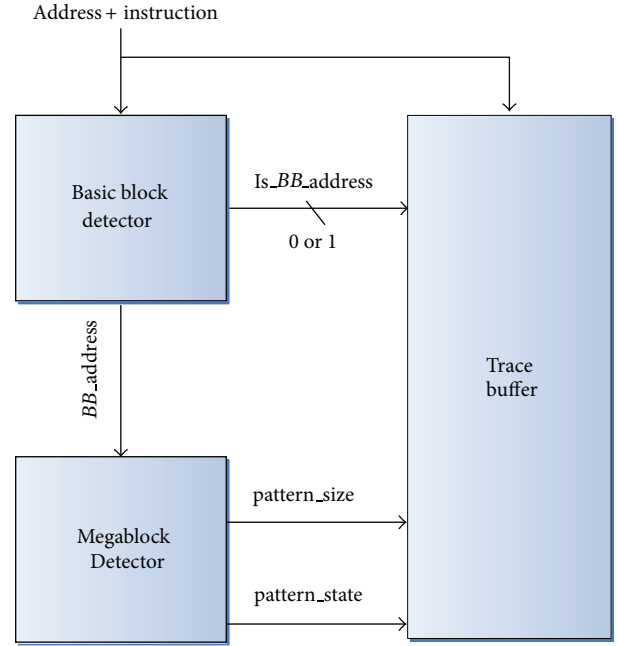 Address + instruction
Basic block
detector
Is_BB_address
0 or 1
BB_address
Trace
buffer
Megablock
Detector
pattern_size
pattern_state